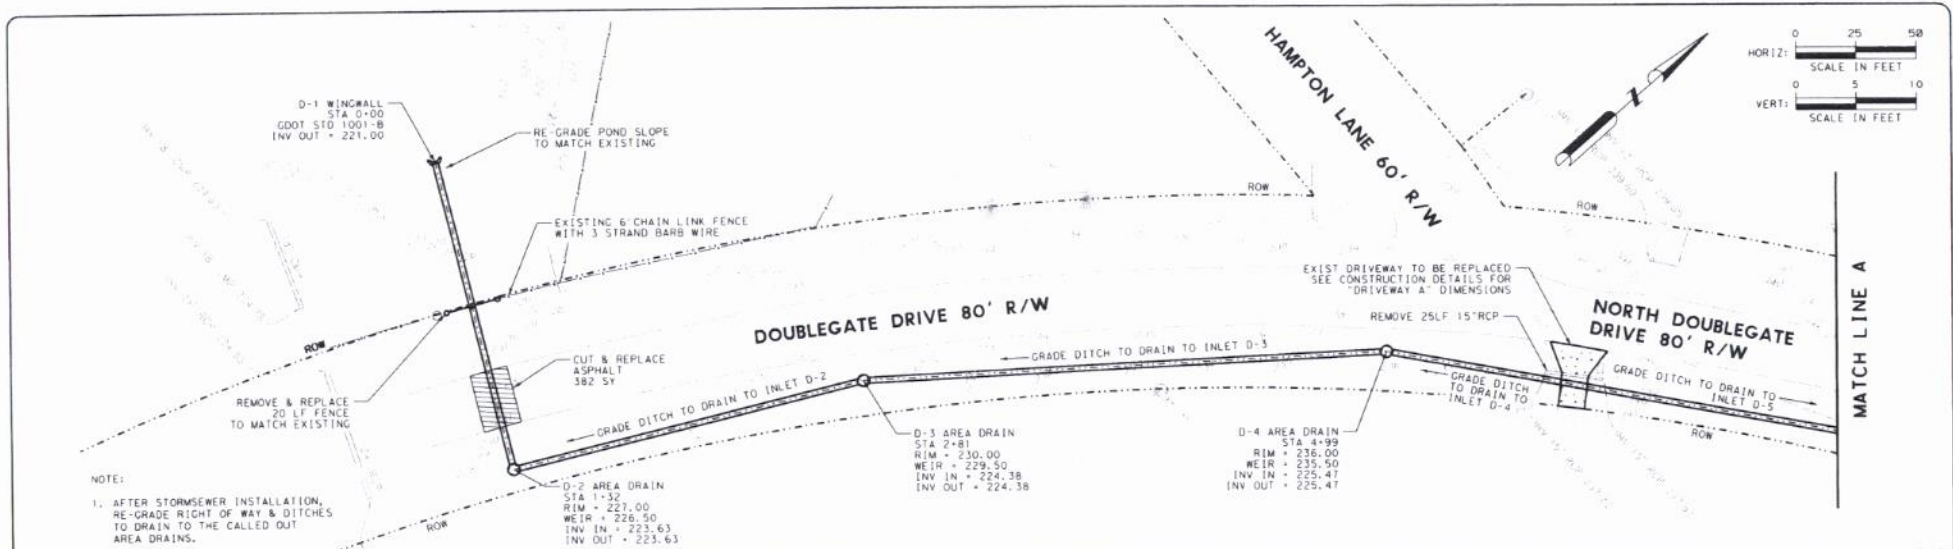 D-1 WINGWALL
STA 0+00
GDOT STD 1001-B
INV OUT = 221.00
RE-GRADE POND SLOPE
TO MATCH EXISTING
EXISTING 6' CHAIN LINK FENCE
WITH 3 STRAND BARB WIRE
HAMPTON LANE 60' R/W
HORIZ:
0 25 50
SCALE IN FEET
VERT:
0 5 10
SCALE IN FEET
N
ROW
ROW
ROW
DOUBLEGATE DRIVE 80' R/W
EXIST DRIVEWAY TO BE REPLACED
SEE CONSTRUCTION DETAILS FOR
"DRIVEWAY A" DIMENSIONS
REMOVE 25LF 15"RCP
NORTH DOUBLEGATE
DRIVE 80' R/W
MATCH LINE A
CUT & REPLACE
ASPHALT
382 SY
REMOVE & REPLACE
20 LF FENCE
TO MATCH EXISTING
GRADE DITCH TO DRAIN TO INLET D-2
GRADE DITCH TO DRAIN TO INLET D-3
GRADE DITCH
TO DRAIN TO
INLET D-4
GRADE DITCH TO DRAIN TO
INLET D-5
D-2 AREA DRAIN
STA 1+32
RIM = 227.00
WEIR = 226.50
INV IN = 223.63
INV OUT = 223.63
D-3 AREA DRAIN
STA 2+81
RIM = 230.00
WEIR = 229.50
INV IN = 224.38
INV OUT = 224.38
D-4 AREA DRAIN
STA 4+99
RIM = 236.00
WEIR = 235.50
INV IN = 225.47
INV OUT = 225.47
ROW
ROW
NOTE:
1. AFTER STORMSEWER INSTALLATION,
RE-GRADE RIGHT OF WAY & DITCHES
TO DRAIN TO THE CALLED OUT
AREA DRAINS.